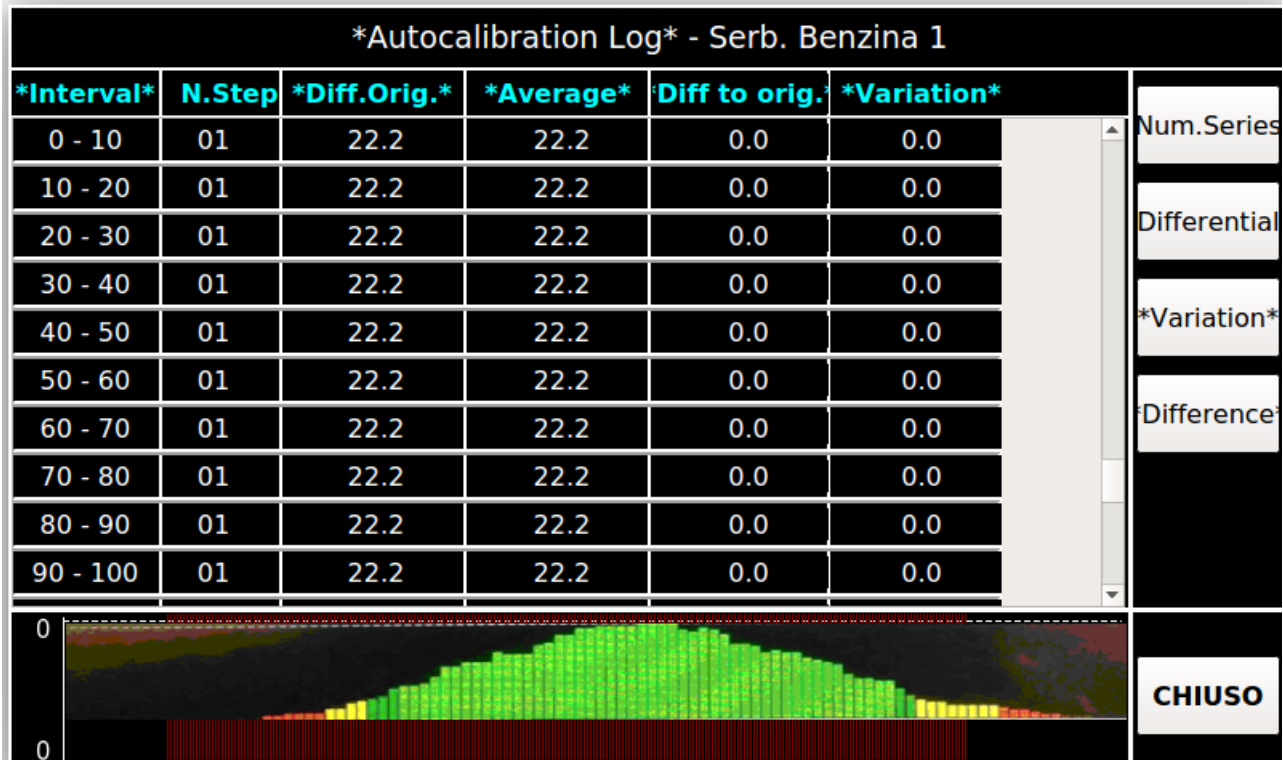 *Autocalibration Log* - Serb. Benzina 1
*Interval* N.Step *Diff.Orig.* *Average* *Diff to orig.* *Variation*
0 - 10 01 22.2 22.2 0.0 0.0
10 - 20 01 22.2 22.2 0.0 0.0
20 - 30 01 22.2 22.2 0.0 0.0
30 - 40 01 22.2 22.2 0.0 0.0
40 - 50 01 22.2 22.2 0.0 0.0
50 - 60 01 22.2 22.2 0.0 0.0
60 - 70 01 22.2 22.2 0.0 0.0
70 - 80 01 22.2 22.2 0.0 0.0
80 - 90 01 22.2 22.2 0.0 0.0
90 - 100 01 22.2 22.2 0.0 0.0
Num.Series
Differential
*Variation*
*Difference*
0
0
CHIUSO